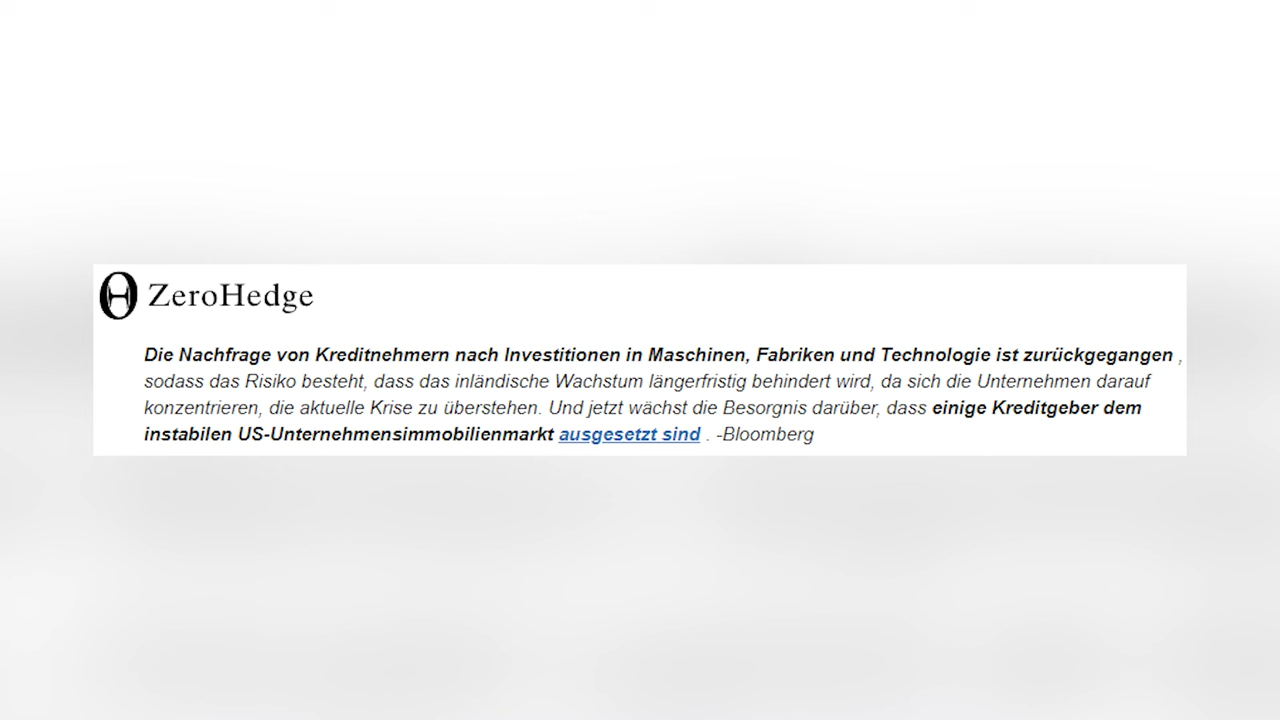 ZeroHedge
Die Nachfrage von Kreditnehmern nach Investitionen in Maschinen, Fabriken und Technologie ist zurückgegangen ,
sodass das Risiko besteht, dass das inländische Wachstum längerfristig behindert wird, da sich die Unternehmen darauf
konzentrieren, die aktuelle Krise zu überstehen. Und jetzt wächst die Besorgnis darüber, dass einige Kreditgeber dem
instabilen US-Unternehmensimmobilienmarkt ausgesetzt sind . -Bloomberg